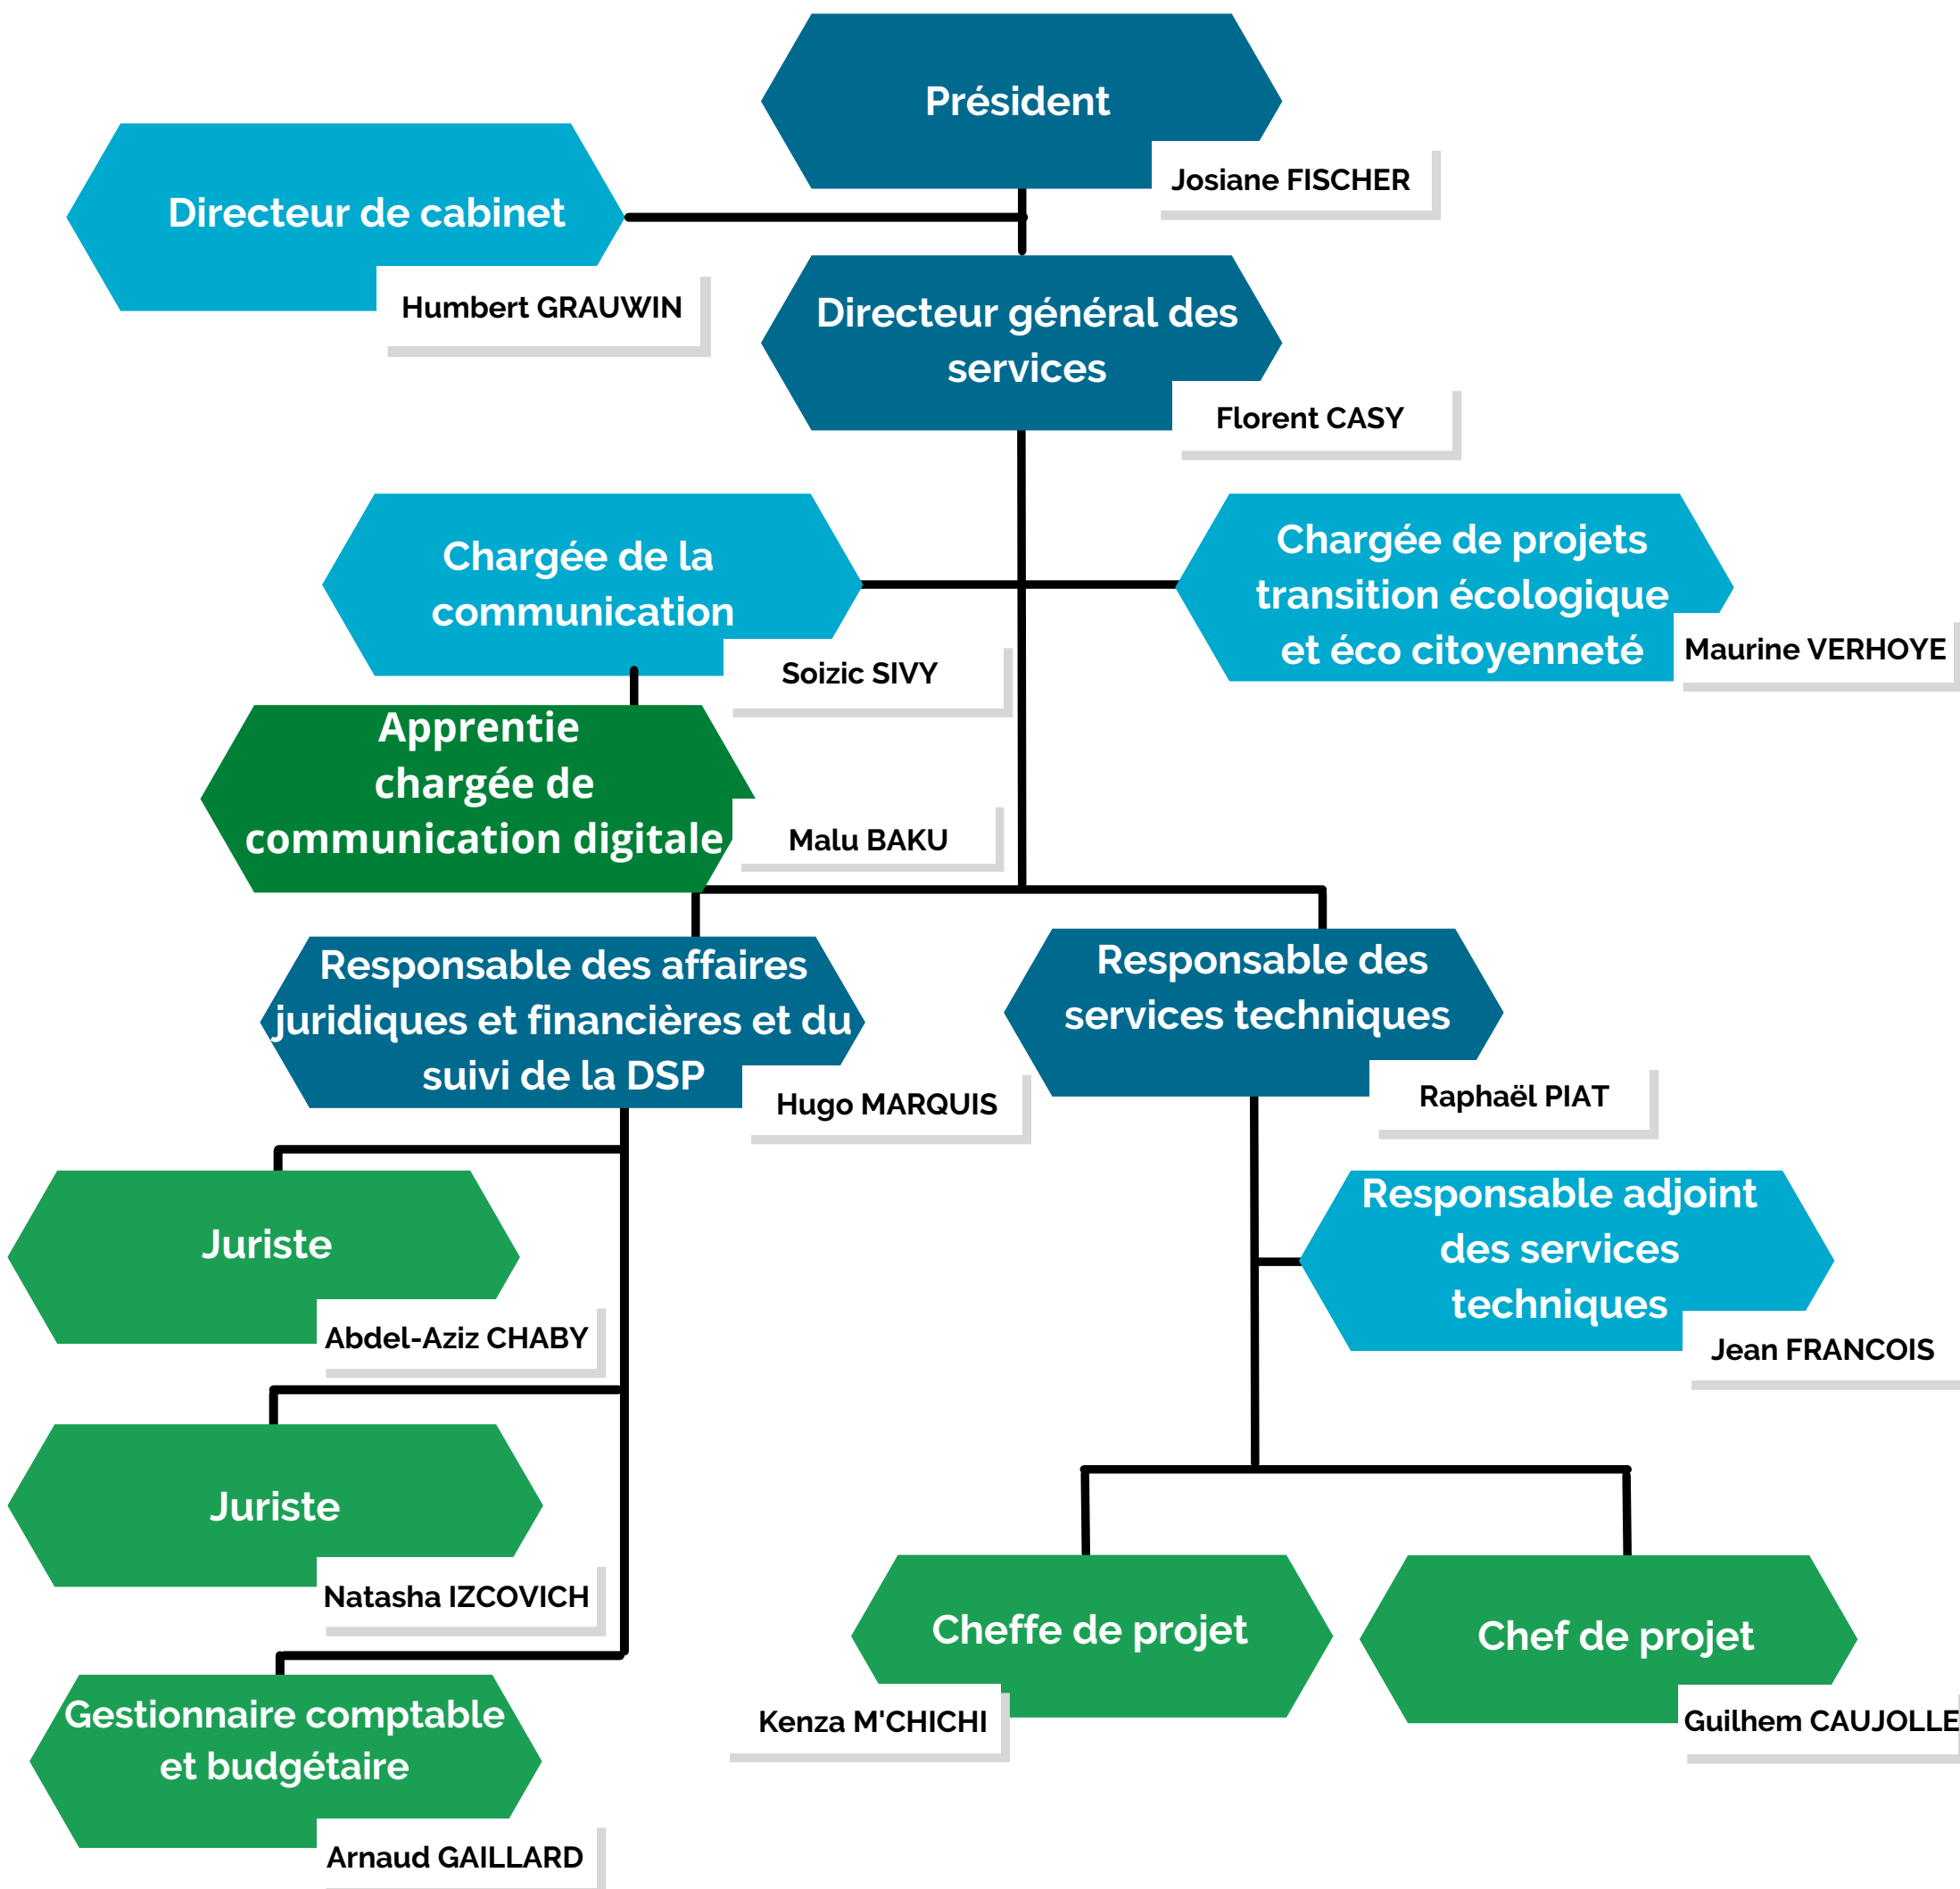 Président
Josiane FISCHER
Directeur de cabinet
Humbert GRAUWIN
Directeur général des
services
Florent CASY
Chargée de la
communication
Soizic SIVY
Chargée de projets
transition écologique
et éco citoyenneté
Maurine VERHOYE
Apprentie
chargée de
communication digitale
Malu BAKU
Responsable des affaires
juridiques et financières et du
suivi de la DSP
Hugo MARQUIS
Responsable des
services techniques
Raphaël PIAT
Juriste
Abdel-Aziz CHABY
Responsable adjoint
des services
techniques
Jean FRANCOIS
Juriste
Natasha IZCOVICH
Gestionnaire comptable
et budgétaire
Arnaud GAILLARD
Cheffe de projet
Kenza M'CHICHI
Chef de projet
Guilhem CAUJOLLE